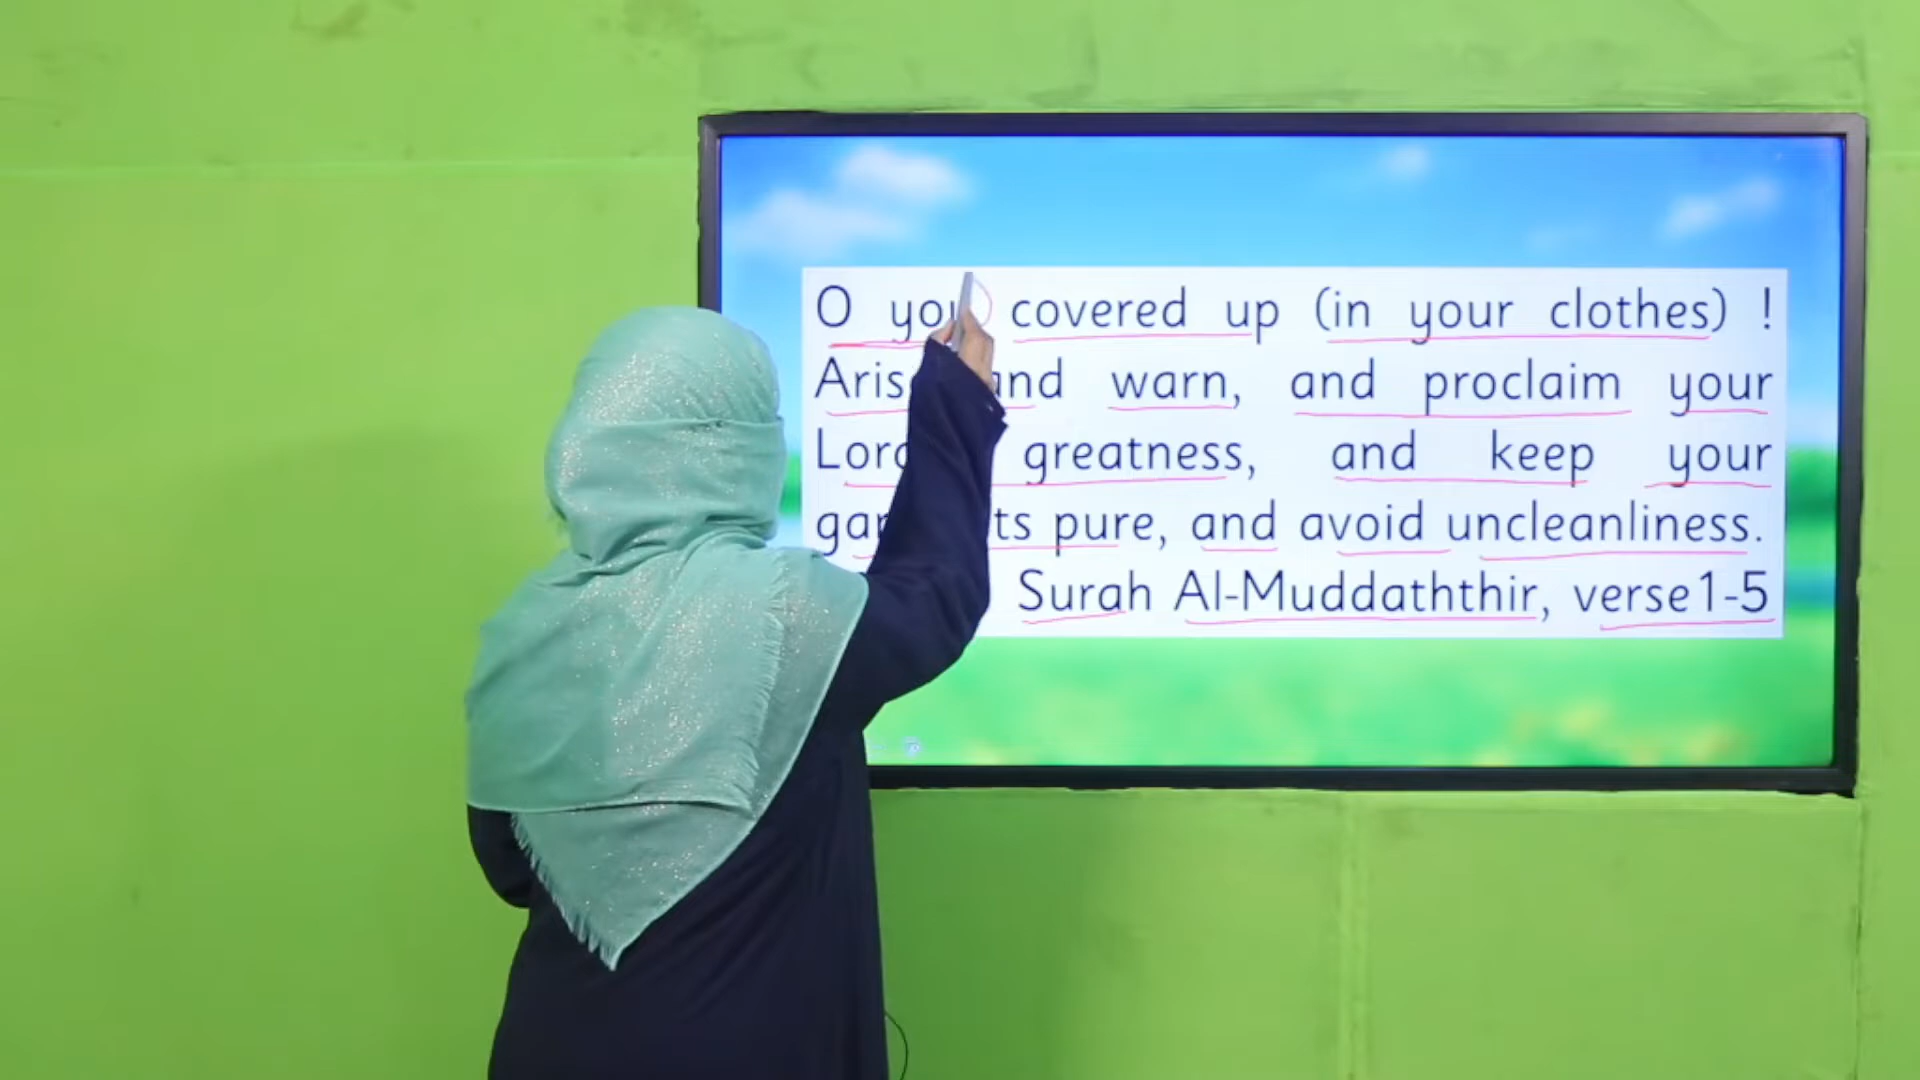 O you covered up (in your clothes) !
and warn, and proclaim your
greatness, and keep your
pure, and avoid uncleanliness.
Surah Al-Muddaththir, verse1-5